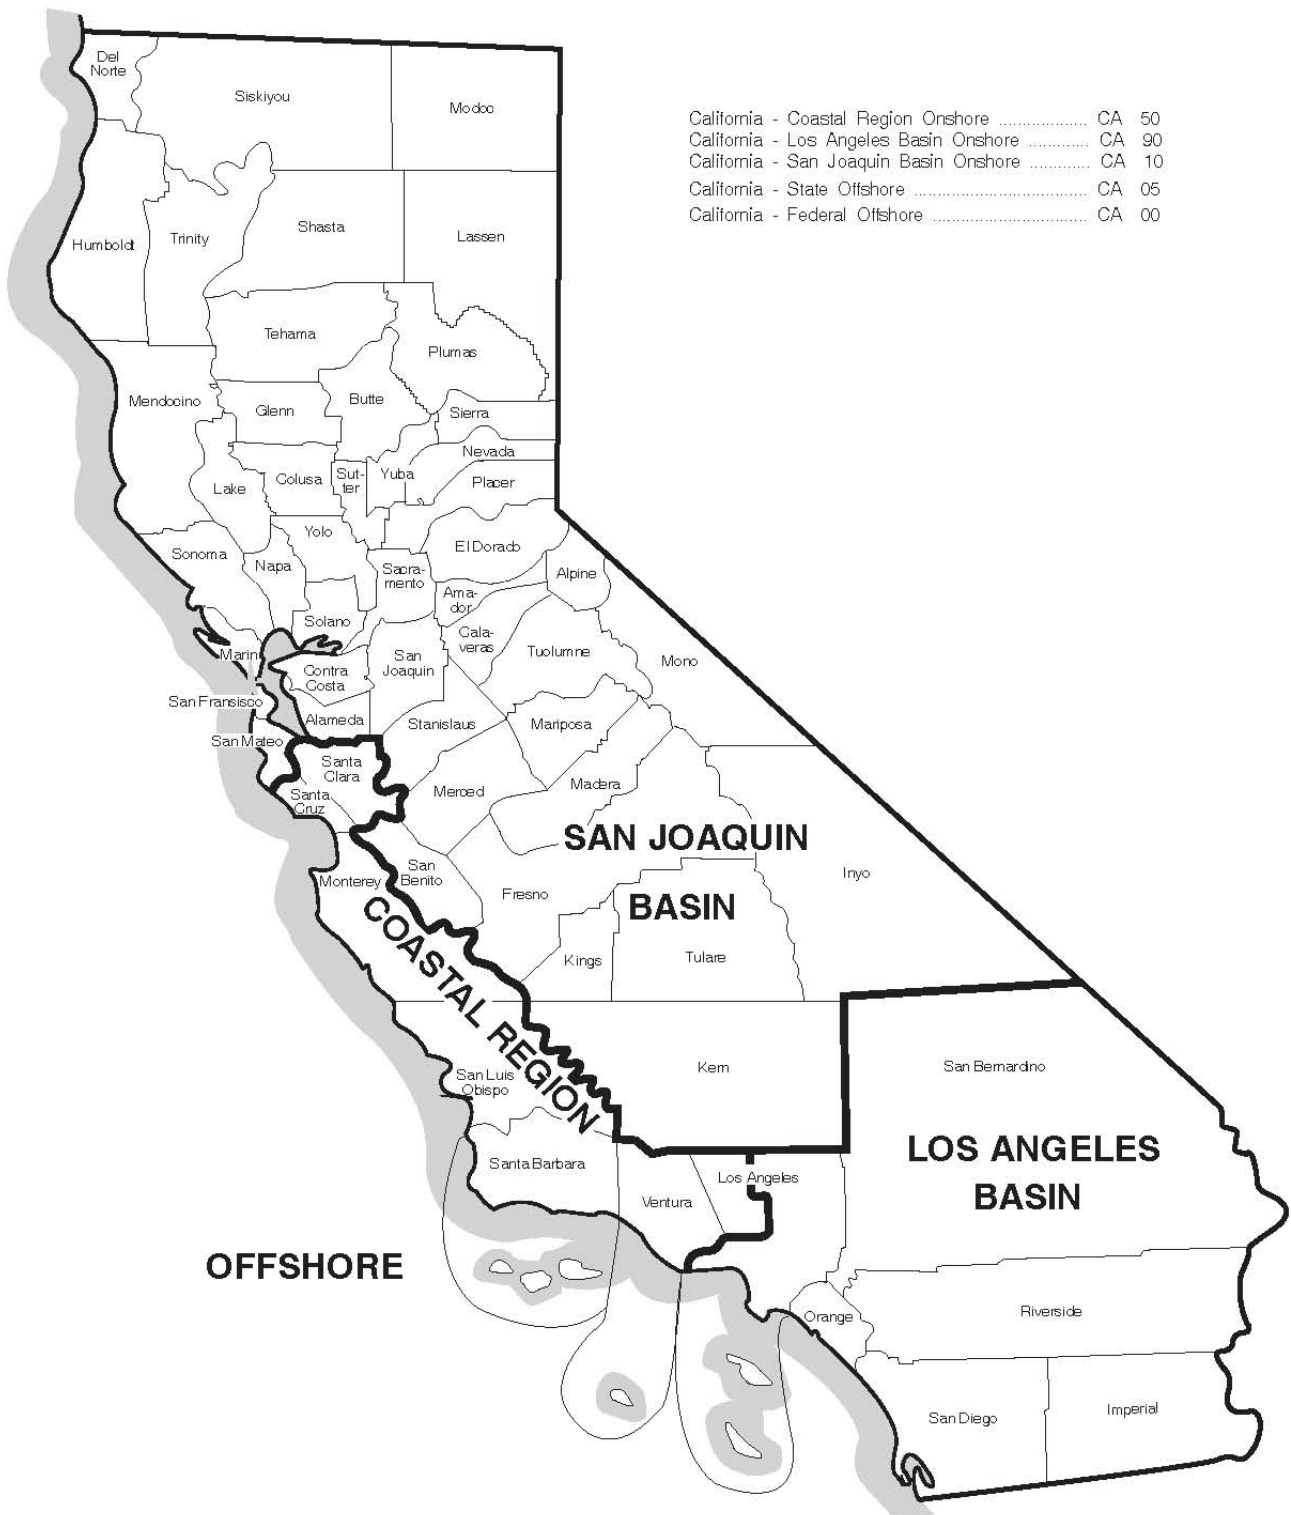 Del
Norte
Siskiyou
Modoc
California - Coastal Region Onshore ................... CA 50
California - Los Angeles Basin Onshore ............. CA 90
California - San Joaquin Basin Onshore ............. CA 10
California - State Offshore ..................................... CA 05
California - Federal Offshore ................................. CA 00
Humboldt
Trinity
Shasta
Lassen
Tehama
Plumas
Mendocino
Glenn
Butte
Sierra
Nevada
Lake
Colusa
Sut-
ter
Yuba
Placer
Yolo
Sonoma
Napa
Sacra-
mento
El Dorado
Alpine
Ama-
dor
Solano
Cala-
veras
Marin
Contra
Costa
San
Joaquin
Tuolumne
Mono
San Fransisco
Alameda
Stanislaus
Mariposa
San Mateo
Santa
Clara
Santa
Cruz
Merced
Madera
SAN JOAQUIN
BASIN
Monterey
San
Benito
Fresno
Inyo
Kings
Tulare
COASTAL REGION
San Luis
Obispo
Kern
San Bernardino
LOS ANGELES
BASIN
Santa Barbara
Ventura
Los Angeles
OFFSHORE
Orange
Riverside
San Diego
Imperial